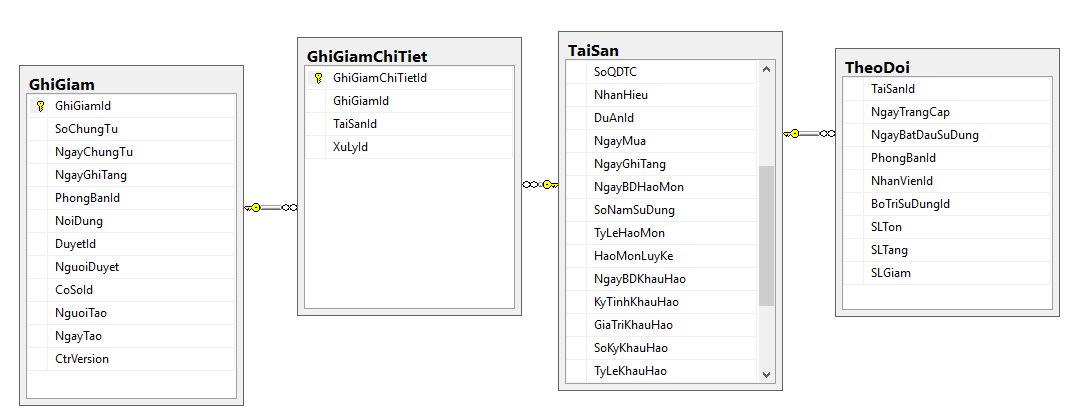 GhiGiam
GhiGiamId
SoChungTu
NgayChungTu
NgayGhiTang
PhongBanId
NoiDung
DuyetId
NguoiDuyet
CoSoId
NguoiTao
NgayTao
CtrVersion
GhiGiamChiTiet
GhiGiamChiTietId
GhiGiamId
TaiSanId
XuLyId
TaiSan
SoQDTC
NhanHieu
DuAnId
NgayMua
NgayGhiTang
NgayBDHaoMon
SoNamSuDung
TyLeHaoMon
HaoMonLuyKe
NgayBDKhauHao
KyTinhKhauHao
GiaTriKhauHao
SoKyKhauHao
TyLeKhauHao
TheoDoi
TaiSanId
NgayTrangCap
NgayBatDauSuDung
PhongBanId
NhanVienId
BoTriSuDungId
SLTon
SLTang
SLGiam